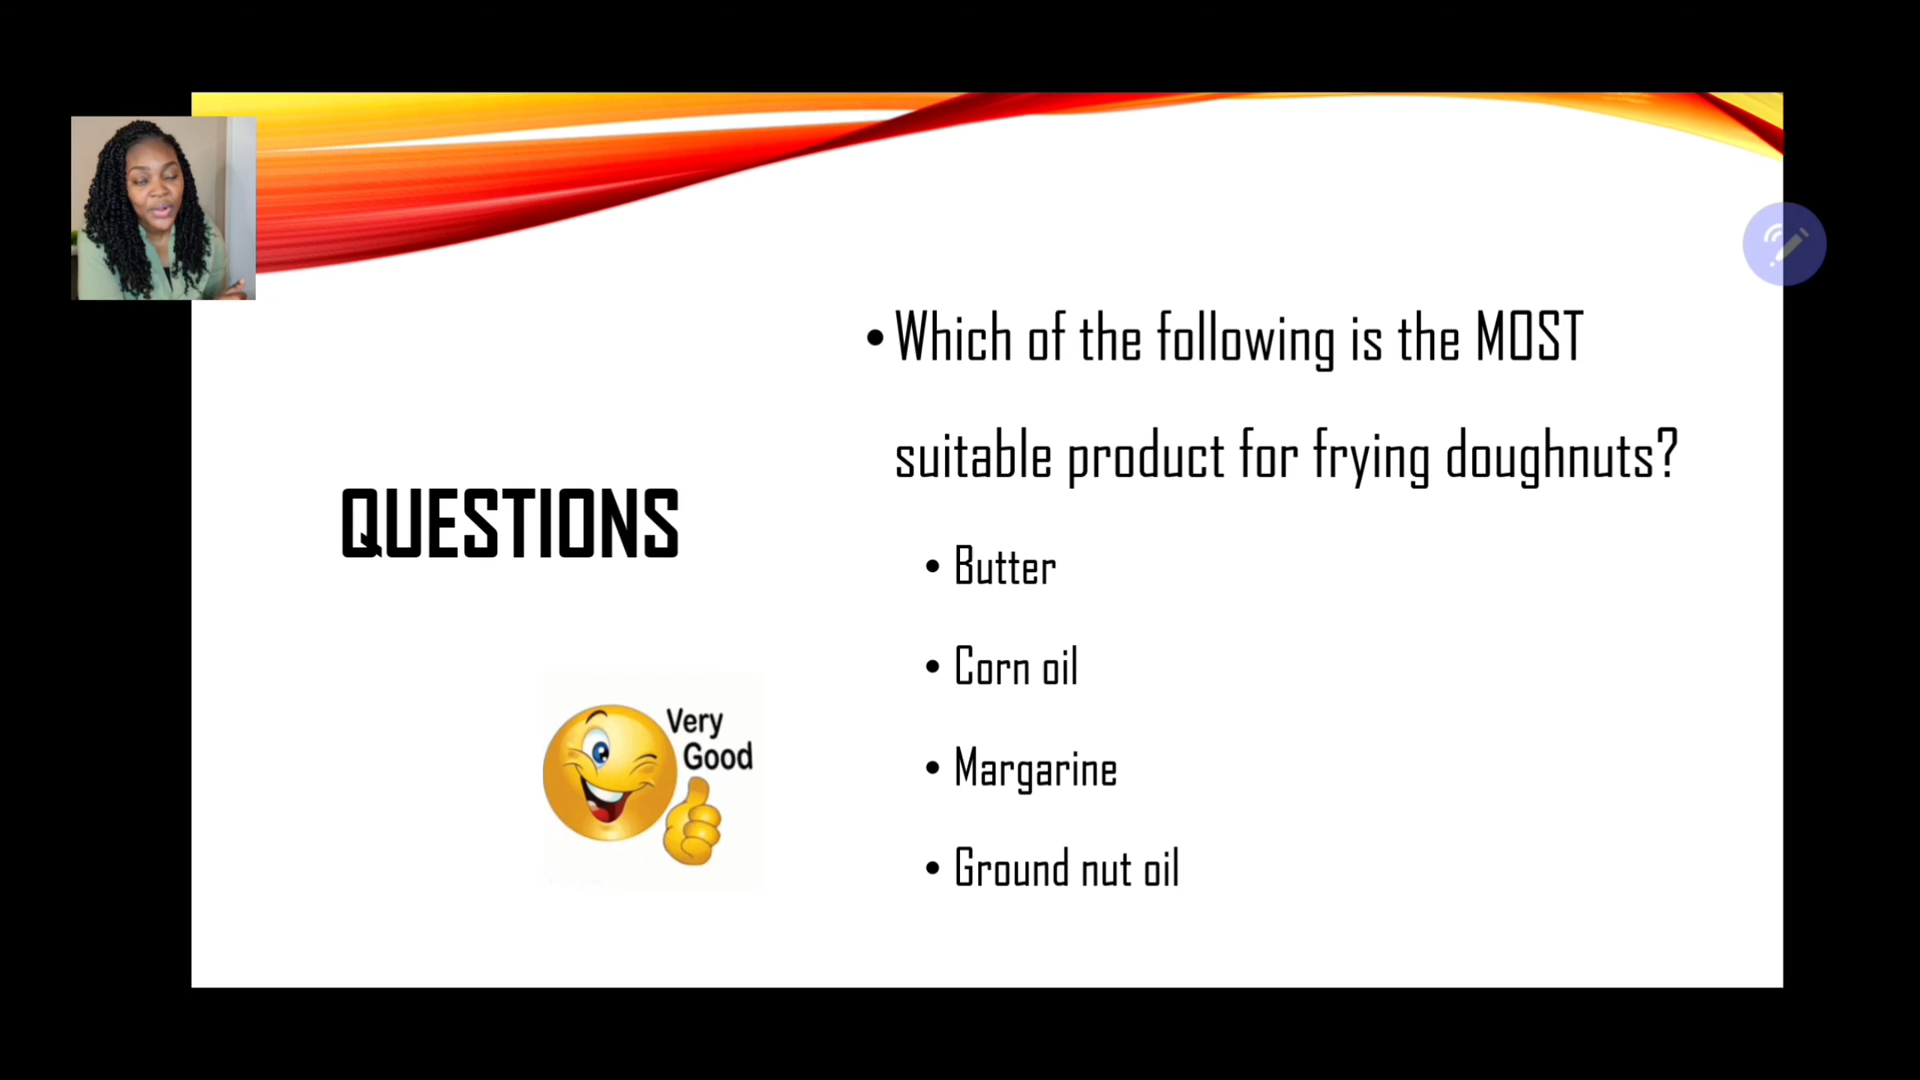 QUESTIONS
Very
Good
• Which of the following is the MOST
suitable product for frying doughnuts?
• Butter
• Corn oil
• Margarine
• Ground nut oil